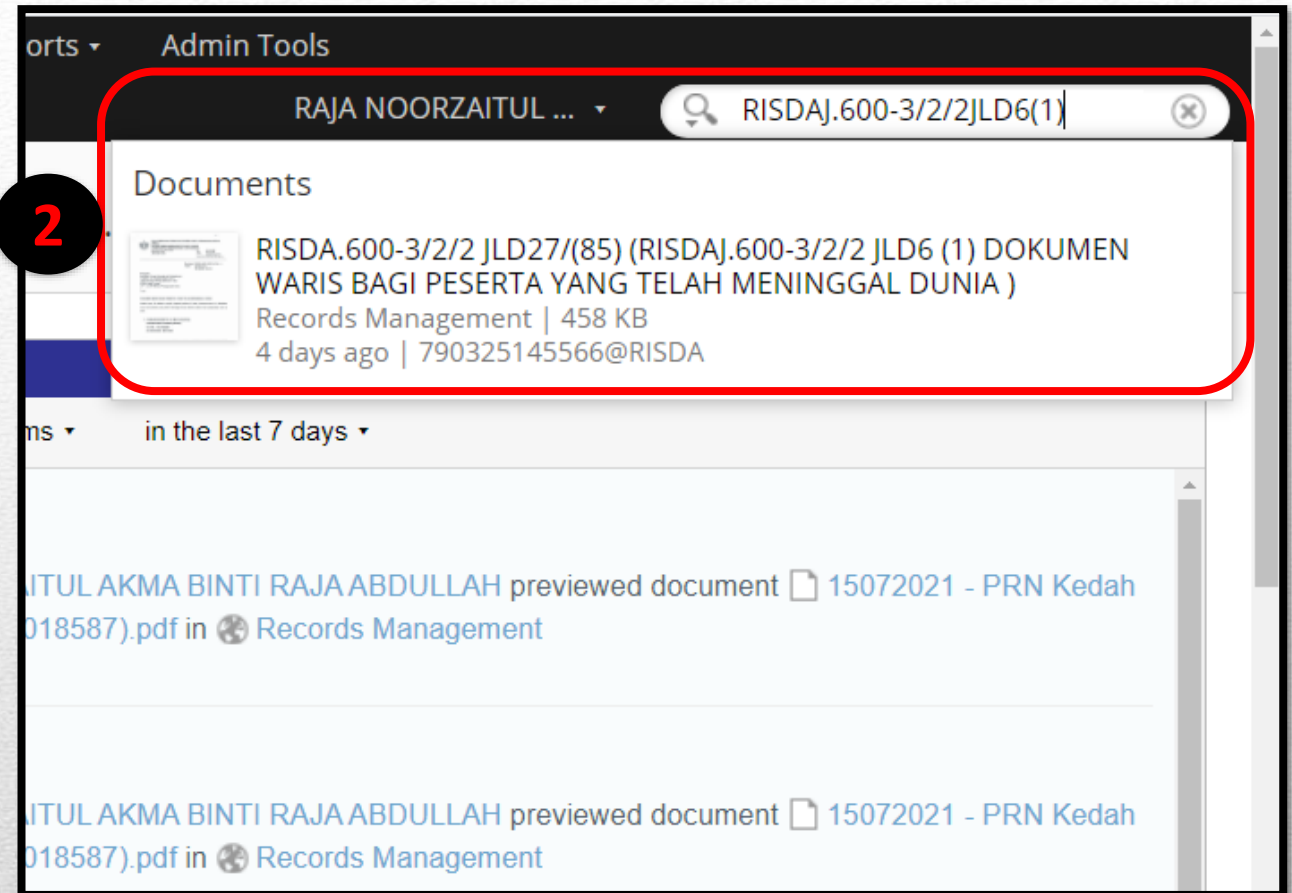 orts Admin Tools
RAJA NOORZAITUL ... RISDAJ.600-3/2/2JLD6(1)
Documents
2
RISDA.600-3/2/2 JLD27/(85) (RISDAJ.600-3/2/2 JLD6 (1) DOKUMEN
WARIS BAGI PESERTA YANG TELAH MENINGGAL DUNIA )
Records Management | 458 KB
4 days ago | 790325145566@RISDA
ms in the last 7 days
AITUL AKMA BINTI RAJA ABDULLAH previewed document 15072021 - PRN Kedah
018587).pdf in Records Management
AITUL AKMA BINTI RAJA ABDULLAH previewed document 15072021 - PRN Kedah
018587).pdf in Records Management